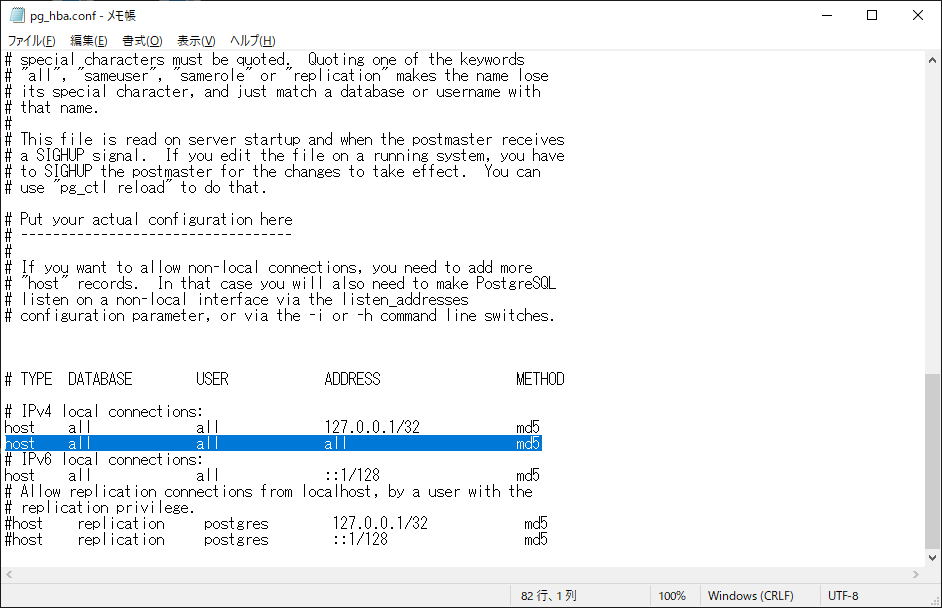 pg_hba.conf - メモ帳
ファイル(F) 編集(E) 書式(O) 表示(V) ヘルプ(H)
# special characters must be quoted.  Quoting one of the keywords
# "all", "sameuser", "samerole" or "replication" makes the name lose
# its special character, and just match a database or username with
# that name.
#
# This file is read on server startup and when the postmaster receives
# a SIGHUP signal.  If you edit the file on a running system, you have
# to SIGHUP the postmaster for the changes to take effect.  You can
# use "pg_ctl reload" to do that.
# Put your actual configuration here
# ----------------------------------
#
# If you want to allow non-local connections, you need to add more
# "host" records.  In that case you will also need to make PostgreSQL
# listen on a non-local interface via the listen_addresses
# configuration parameter, or via the -i or -h command line switches.
# TYPE  DATABASE        USER            ADDRESS                 METHOD
# IPv4 local connections:
host    all             all             127.0.0.1/32            md5
host    all             all             all                     md5
# IPv6 local connections:
host    all             all             ::1/128                 md5
# Allow replication connections from localhost, by a user with the
# replication privilege.
#host    replication     postgres        127.0.0.1/32            md5
#host    replication     postgres        ::1/128                 md5
82 行、1 列 100% Windows (CRLF) UTF-8